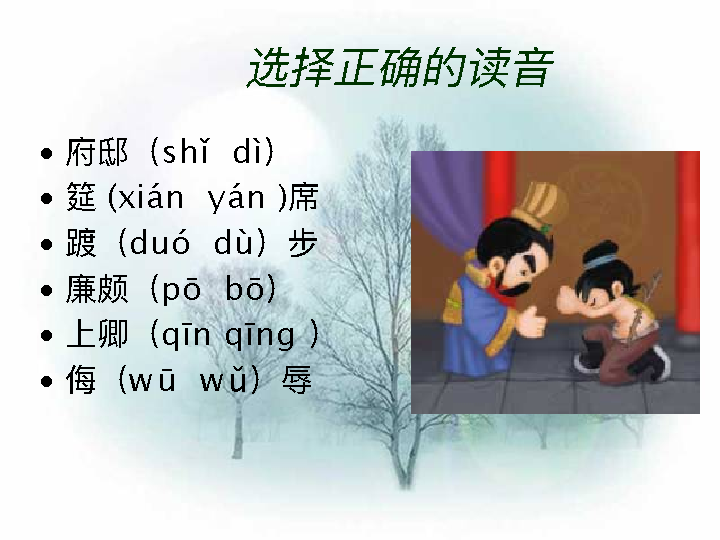 选择正确的读音
• 府邸（shǐ  dì）
• 筵 (xián  yán )席
• 踱（duó  dù）步
• 廉颇（pō  bō）
• 上卿（qīn qīng ）
• 侮（wū  wǔ）辱